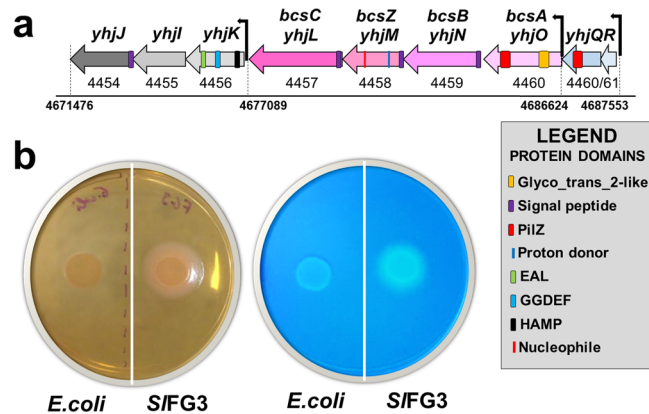 a
bcsC bcsZ bcsB bcsA
yhjJ yhjI yhjK yhjL yhjM yhjN yhjO yhjQR
4454 4455 4456 4457 4458 4459 4460 4460/61
4671476 4677089 4686624 4687553
b
LEGEND
PROTEIN DOMAINS
Glyco_trans_2-like
Signal peptide
PilZ
Proton donor
EAL
GGDEF
HAMP
Nucleophile
E.coli FG3
E.coli SlFG3 E.coli SlFG3